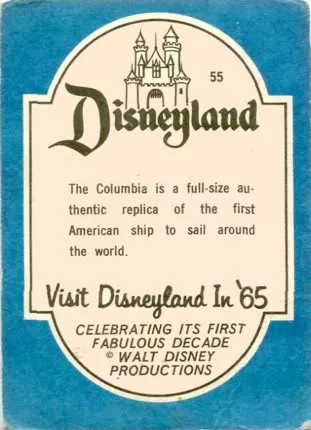 55
Disneyland
The Columbia is a full-size au-
thentic replica of the first
American ship to sail around
the world.
Visit Disneyland In '65
CELEBRATING ITS FIRST
FABULOUS DECADE
© WALT DISNEY
PRODUCTIONS